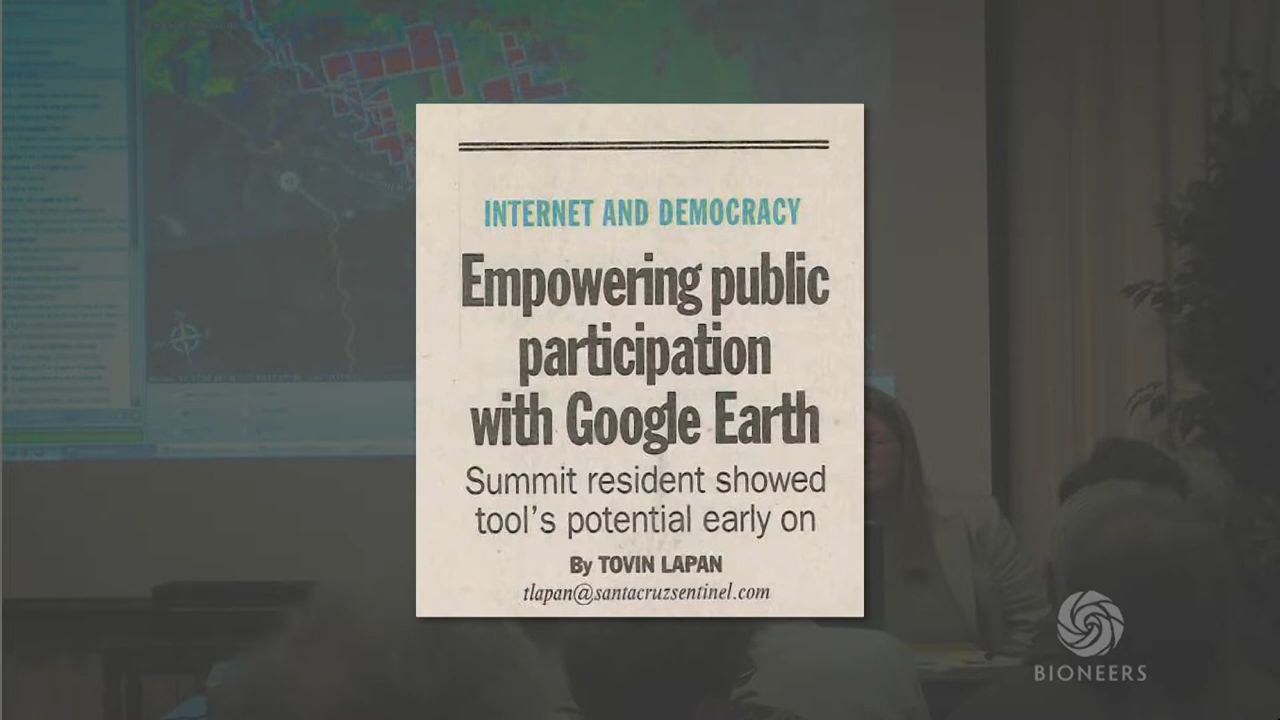 INTERNET AND DEMOCRACY
Empowering public
participation
with Google Earth
Summit resident showed
tool's potential early on
By TOVIN LAPAN
tlapan@santacruzsentinel.com
BIONEERS